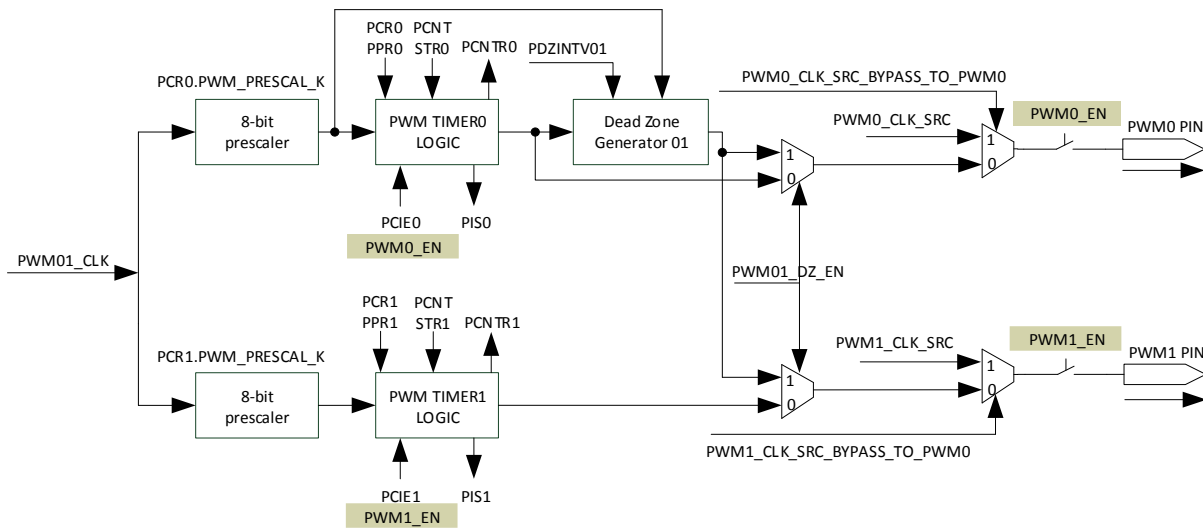 PCR0
PPR0
PCNT
STR0
PCNTR0
PDZINTV01
PCR0.PWM_PRESCAL_K
8-bit
prescaler
PWM TIMER0
LOGIC
Dead Zone
Generator 01
PWM0_CLK_SRC_BYPASS_TO_PWM0
PWM0_CLK_SRC
PWM0_EN
PWM0 PIN
1
0
1
0
PCIE0
PIS0
PWM0_EN
PWM01_CLK
PWM01_DZ_EN
PCR1
PPR1
PCNT
STR1
PCNTR1
PCR1.PWM_PRESCAL_K
8-bit
prescaler
PWM TIMER1
LOGIC
PWM1_CLK_SRC
PWM1_EN
PWM1 PIN
1
0
1
0
PWM1_CLK_SRC_BYPASS_TO_PWM0
PCIE1
PIS1
PWM1_EN